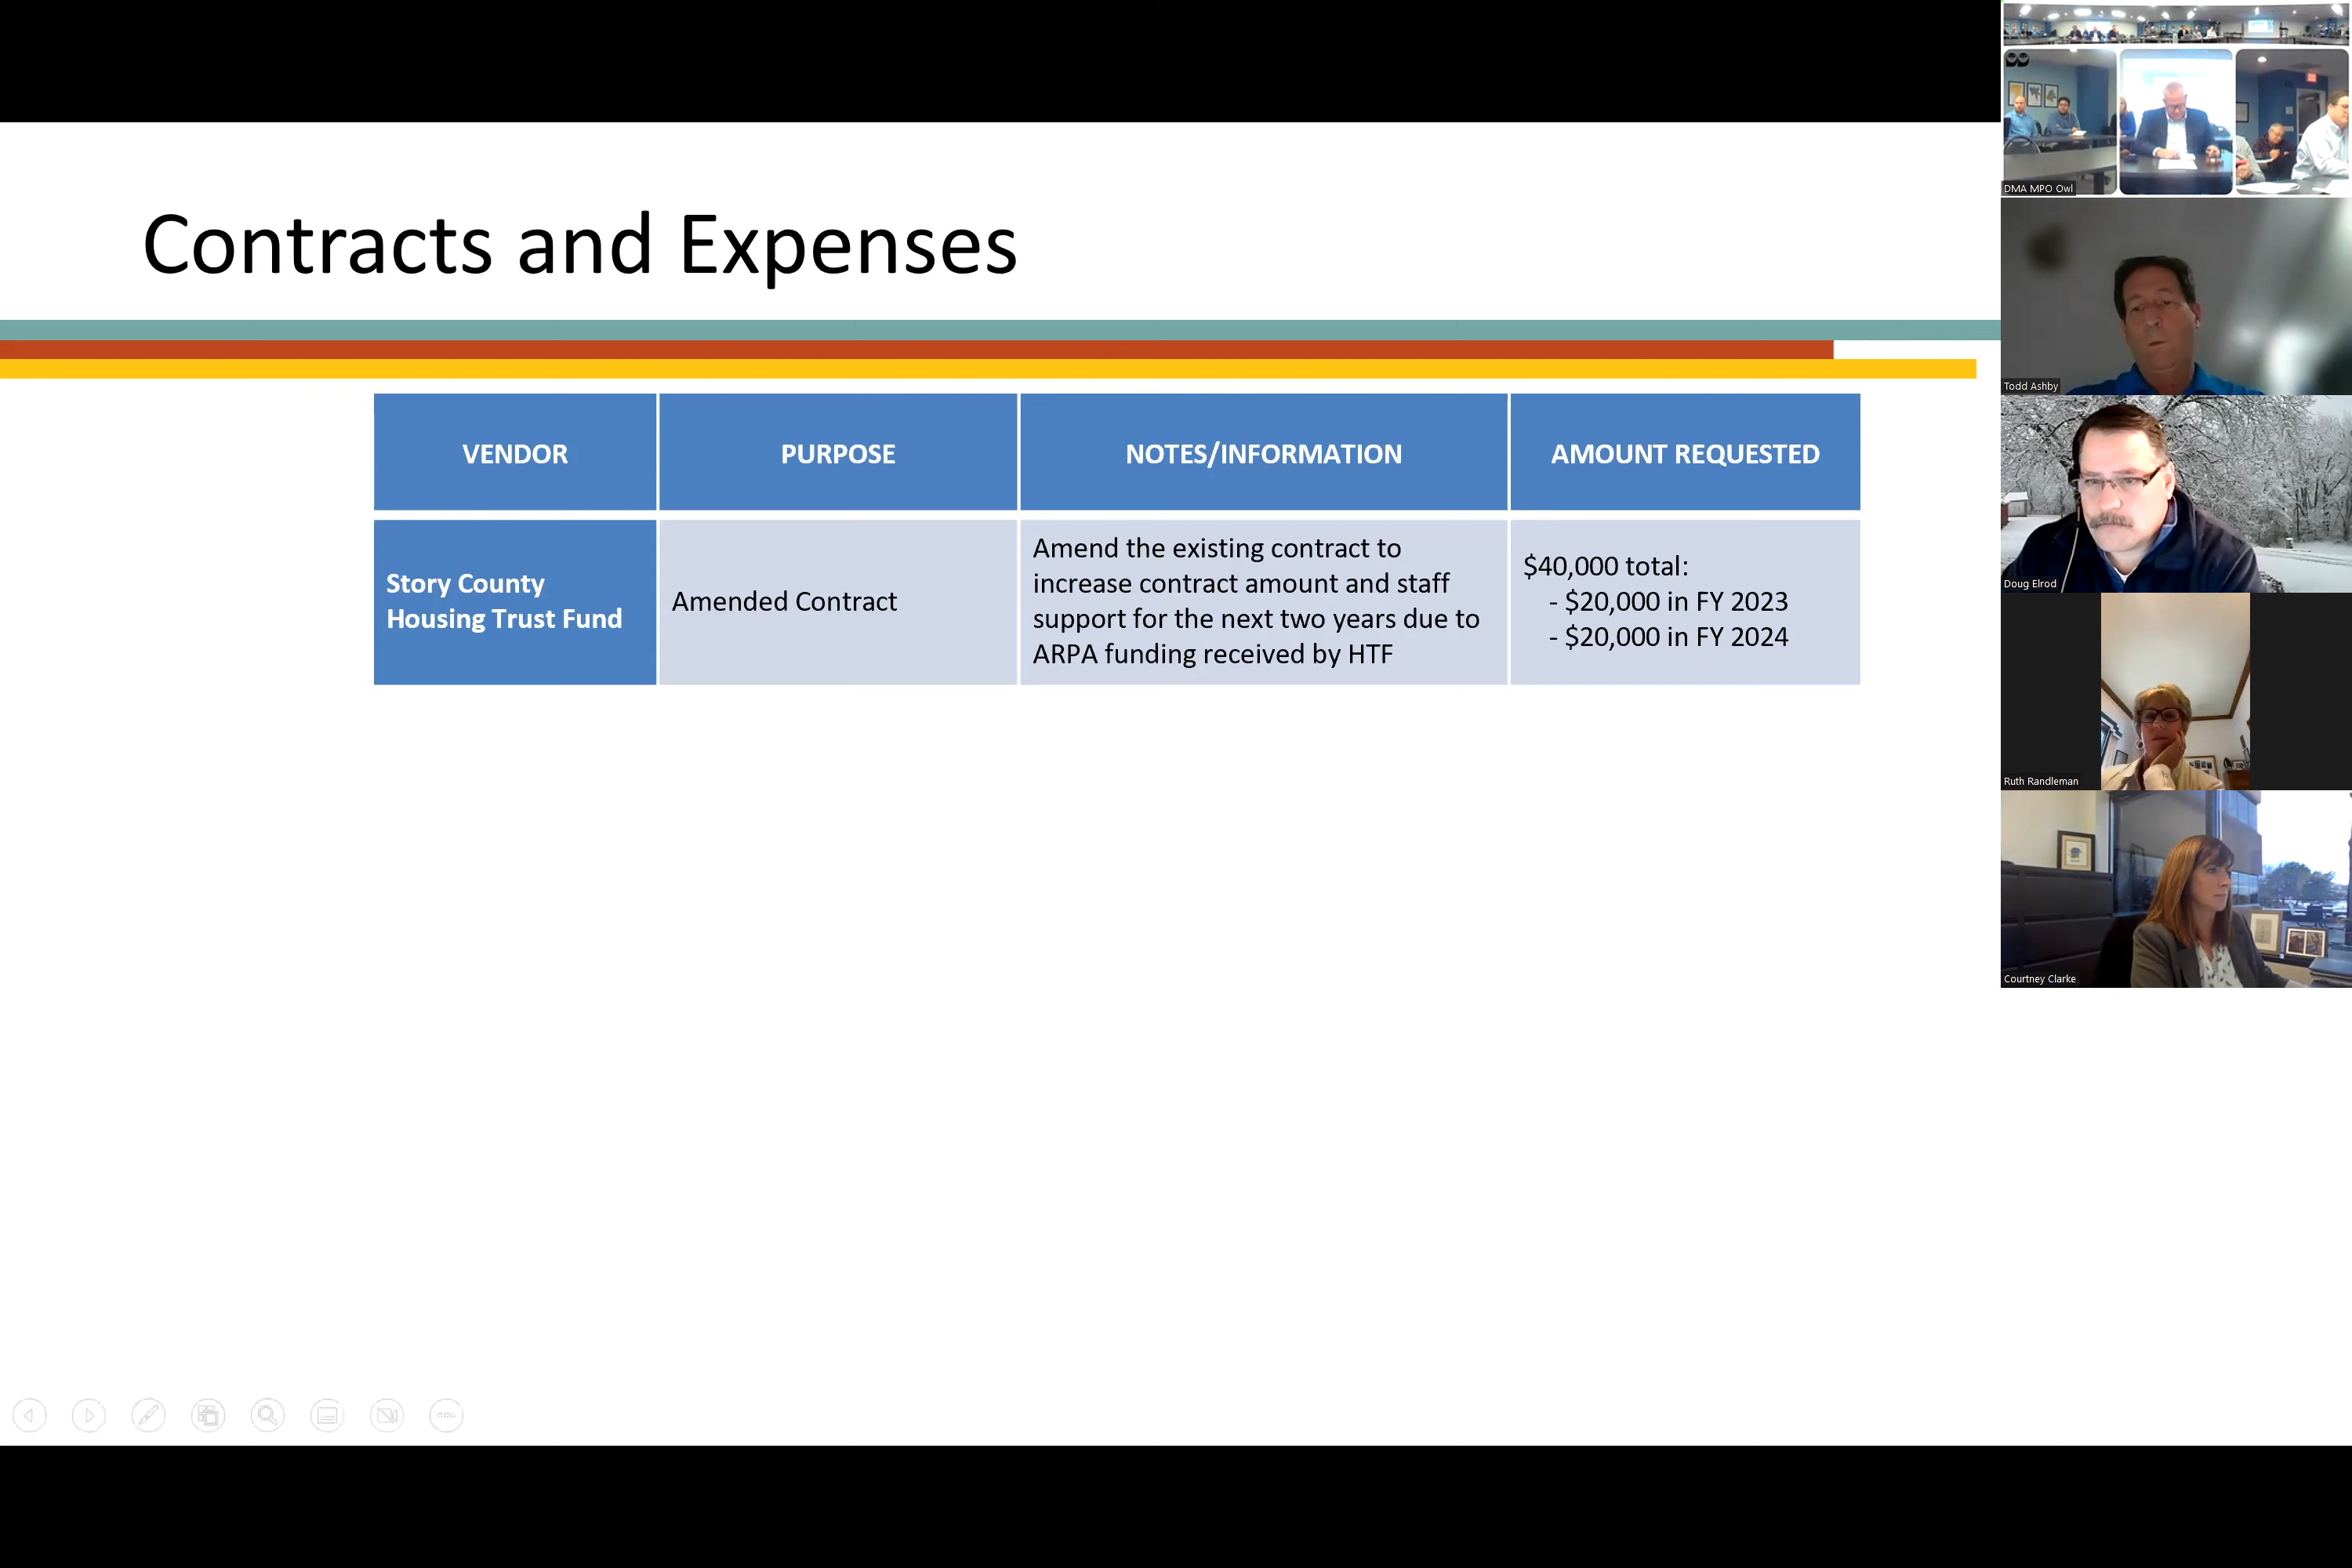 Contracts and Expenses
VENDOR
PURPOSE
NOTES/INFORMATION
AMOUNT REQUESTED
Story County
Housing Trust Fund
Amended Contract
Amend the existing contract to
increase contract amount and staff
support for the next two years due to
ARPA funding received by HTF
$40,000 total:
- $20,000 in FY 2023
- $20,000 in FY 2024
DMA MPO Owl
Todd Ashby
Doug Elrod
Ruth Randleman
Courtney Clarke